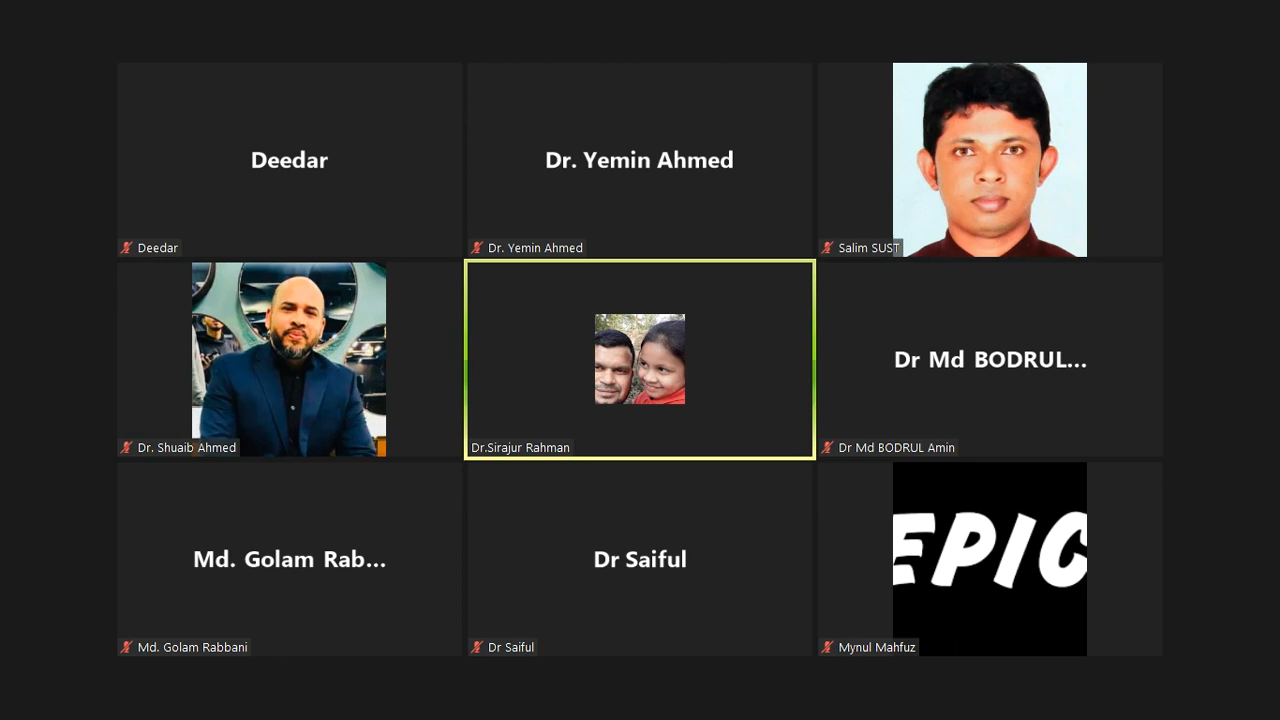 Deedar
Dr. Yemin Ahmed
Deedar
Dr. Yemin Ahmed
Salim SUST
Dr Md BODRUL...
Dr. Shuaib Ahmed
Dr.Sirajur Rahman
Dr Md BODRUL Amin
Md. Golam Rab...
Dr Saiful
EPIC
Md. Golam Rabbani
Dr Saiful
Mynul Mahfuz